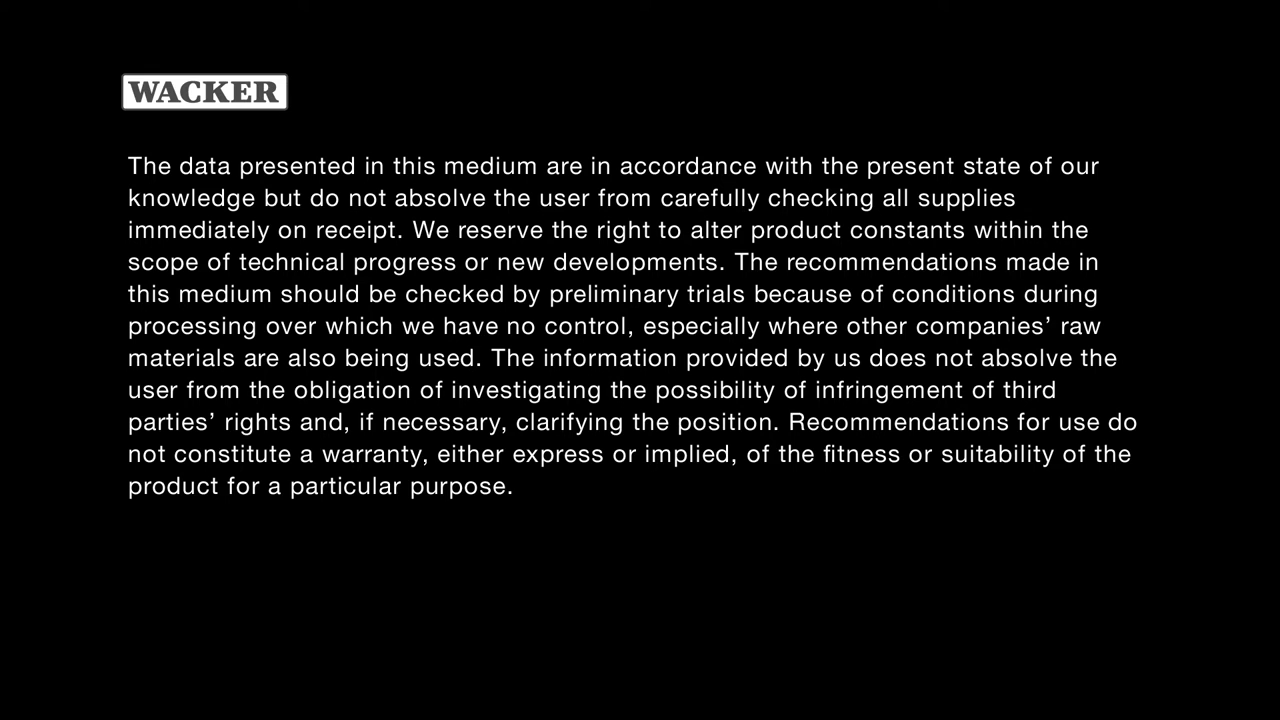 WACKER
The data presented in this medium are in accordance with the present state of our
knowledge but do not absolve the user from carefully checking all supplies
immediately on receipt. We reserve the right to alter product constants within the
scope of technical progress or new developments. The recommendations made in
this medium should be checked by preliminary trials because of conditions during
processing over which we have no control, especially where other companies’ raw
materials are also being used. The information provided by us does not absolve the
user from the obligation of investigating the possibility of infringement of third
parties’ rights and, if necessary, clarifying the position. Recommendations for use do
not constitute a warranty, either express or implied, of the fitness or suitability of the
product for a particular purpose.